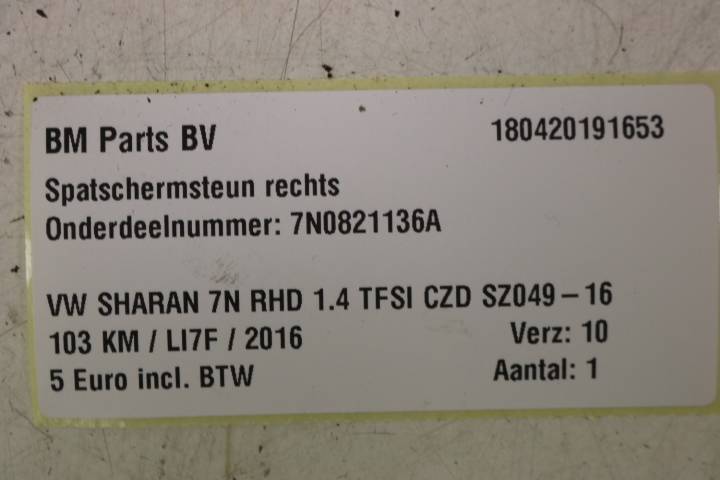 BM Parts BV 180420191653
Spatschermsteun rechts
Onderdeelnummer: 7N0821136A
VW SHARAN 7N RHD 1.4 TFSI CZD SZ049-16
103 KM / LI7F / 2016 Verz: 10
5 Euro incl. BTW Aantal: 1